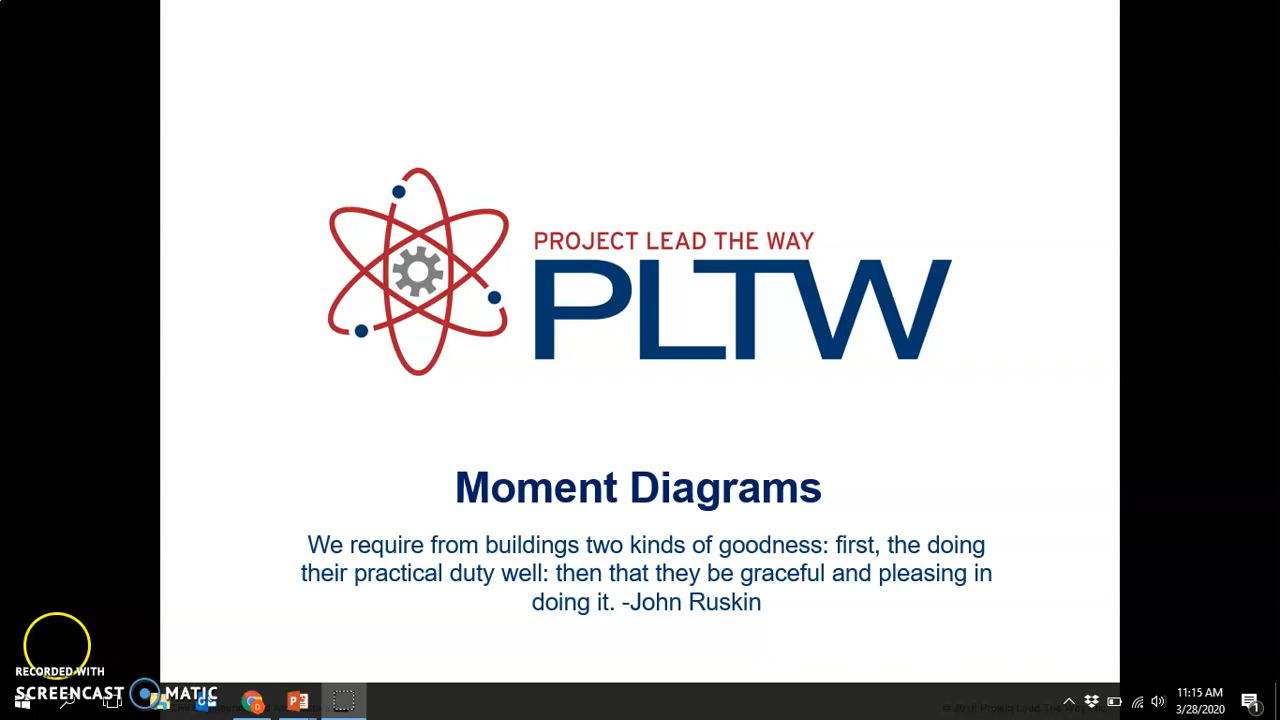 PROJECT LEAD THE WAY
PLTW
Moment Diagrams
We require from buildings two kinds of goodness: first, the doing
their practical duty well: then that they be graceful and pleasing in
doing it. -John Ruskin
RECORDED WITH
SCREENCAST MATIC
11:15 AM
3/28/2020